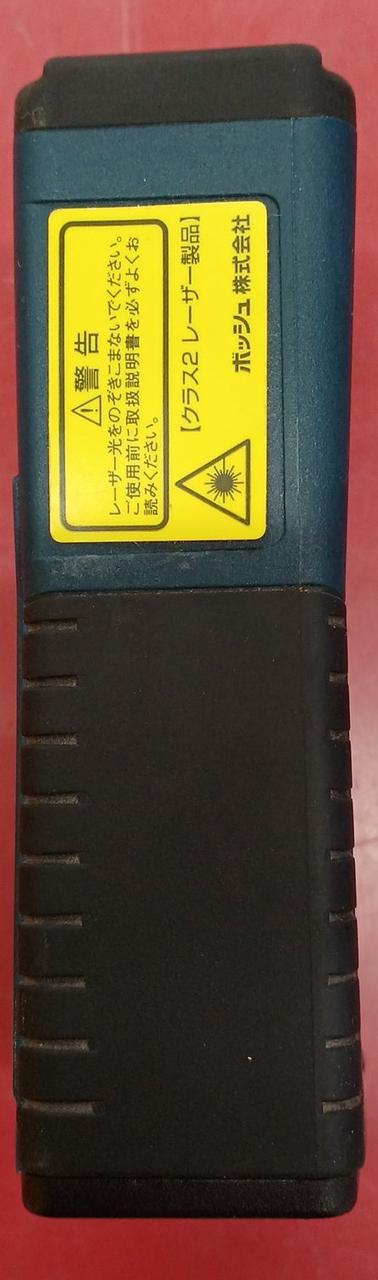 ⚠警告
レーザー光をのぞきこまないでください。
ご使用前に取扱説明書を必ずよくお
読みください。
【クラス2 レーザー製品】
ボッシュ株式会社